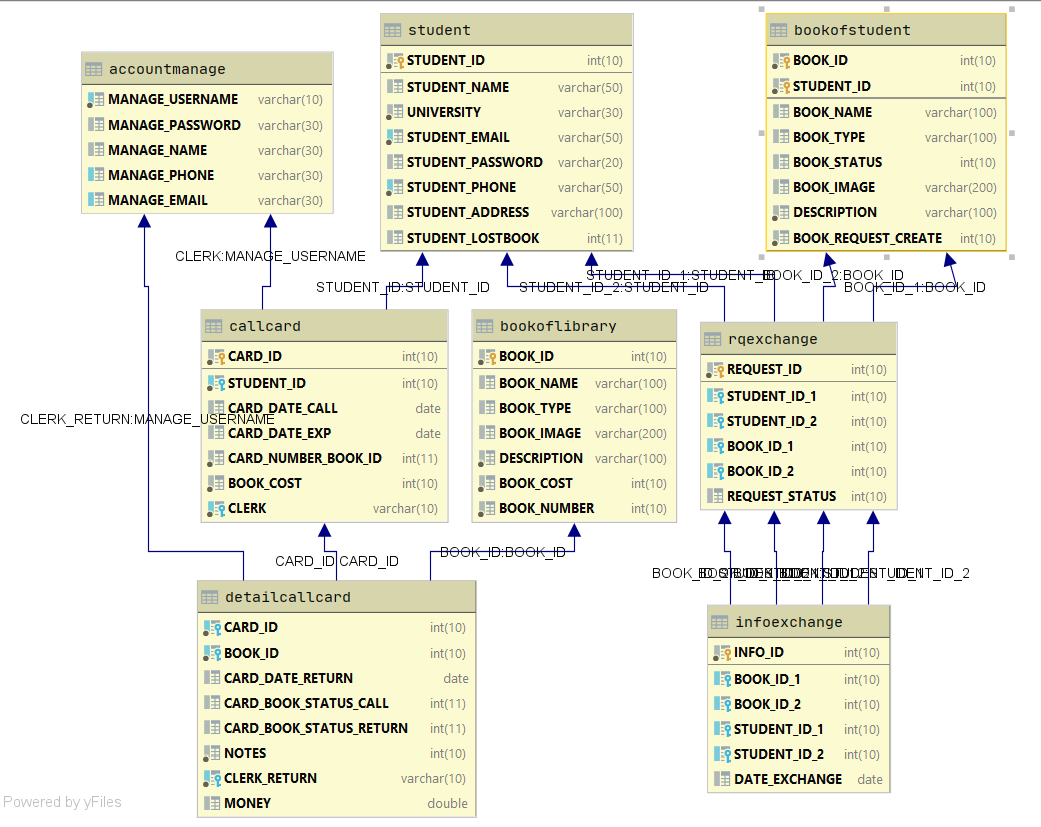 accountmanage
MANAGE_USERNAME varchar(10)
MANAGE_PASSWORD varchar(30)
MANAGE_NAME varchar(30)
MANAGE_PHONE varchar(30)
MANAGE_EMAIL varchar(30)
student
STUDENT_ID int(10)
STUDENT_NAME varchar(50)
UNIVERSITY varchar(30)
STUDENT_EMAIL varchar(50)
STUDENT_PASSWORD varchar(20)
STUDENT_PHONE varchar(50)
STUDENT_ADDRESS varchar(100)
STUDENT_LOSTBOOK int(11)
bookofstudent
BOOK_ID int(10)
STUDENT_ID int(10)
BOOK_NAME varchar(100)
BOOK_TYPE varchar(100)
BOOK_STATUS int(10)
BOOK_IMAGE varchar(200)
DESCRIPTION varchar(100)
BOOK_REQUEST_CREATE int(10)
CLERK:MANAGE_USERNAME
STUDENT_ID:STUDENT_ID
STUDENT_ID_2:STUDENT_ID
STUDENT_ID_1:STUDENT_ID
BOOK_ID_2:BOOK_ID
BOOK_ID_1:BOOK_ID
callcard
CARD_ID int(10)
STUDENT_ID int(10)
CARD_DATE_CALL date
CARD_DATE_EXP date
CARD_NUMBER_BOOK_ID int(11)
BOOK_COST int(10)
CLERK varchar(10)
bookoflibrary
BOOK_ID int(10)
BOOK_NAME varchar(100)
BOOK_TYPE varchar(100)
BOOK_IMAGE varchar(200)
DESCRIPTION varchar(100)
BOOK_COST int(10)
BOOK_NUMBER int(10)
rqexchange
REQUEST_ID int(10)
STUDENT_ID_1 int(10)
STUDENT_ID_2 int(10)
BOOK_ID_1 int(10)
BOOK_ID_2 int(10)
REQUEST_STATUS int(10)
CLERK_RETURN:MANAGE_USERNAME
CARD_ID:CARD_ID
BOOK_ID:BOOK_ID
detailcallcard
CARD_ID int(10)
BOOK_ID int(10)
CARD_DATE_RETURN date
CARD_BOOK_STATUS_CALL int(11)
CARD_BOOK_STATUS_RETURN int(11)
NOTES int(10)
CLERK_RETURN varchar(10)
MONEY double
infoexchange
INFO_ID int(10)
BOOK_ID_1 int(10)
BOOK_ID_2 int(10)
STUDENT_ID_1 int(10)
STUDENT_ID_2 int(10)
DATE_EXCHANGE date
Powered by yFiles